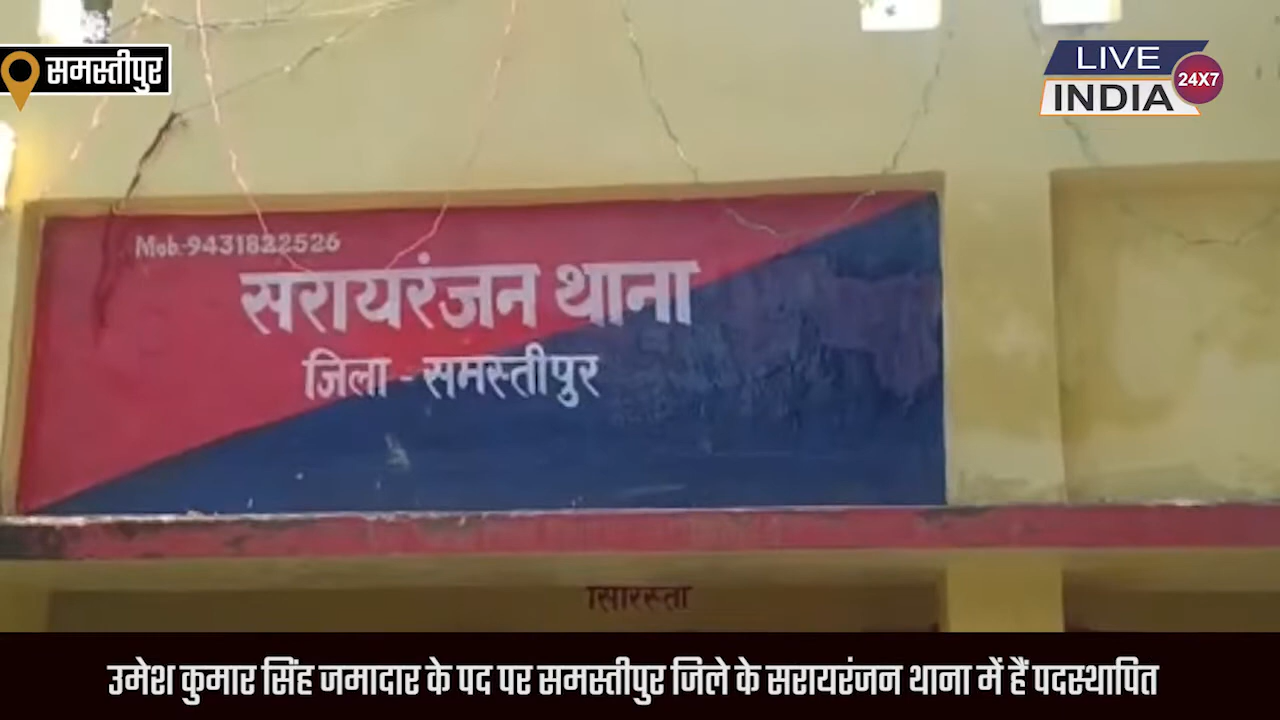 समस्तीपुर
LIVE
INDIA
24X7
Mob.-9431822526
सरायरंजन थाना
जिला - समस्तीपुर
सिरिस्ता
उमेश कुमार सिंह जमादार के पद पर समस्तीपुर जिले के सरायरंजन थाना में हैं पदस्थापित